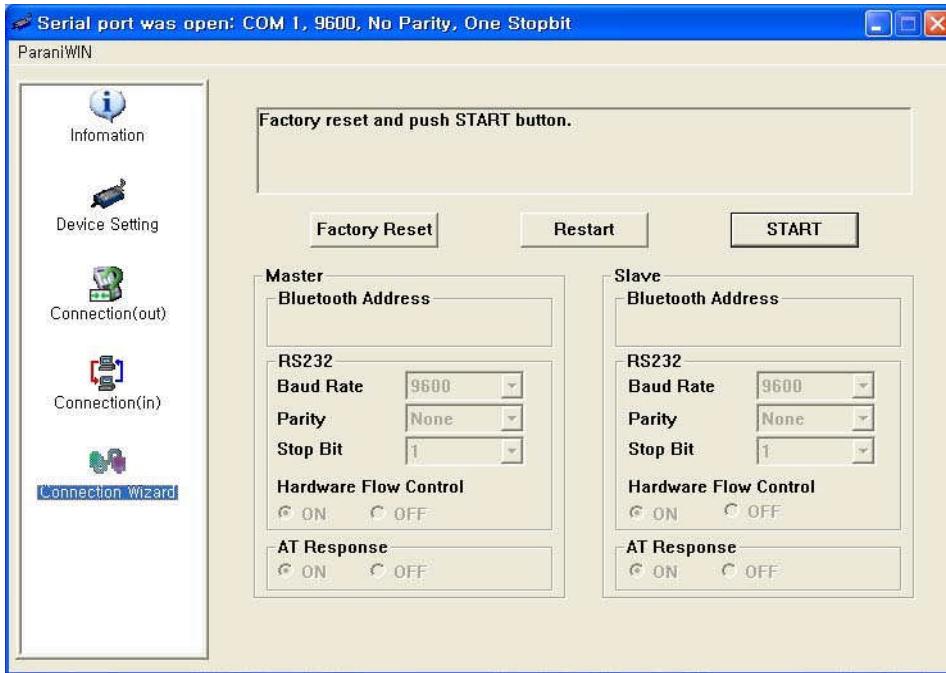 Serial port was open: COM 1, 9600, No Parity, One Stopbit
ParaniWIN
Infomation
Device Setting
Connection(out)
Connection(in)
Connection Wizard
Factory reset and push START button.
Factory Reset
Restart
START
Master
Bluetooth Address
RS232
Baud Rate 9600
Parity None
Stop Bit 1
Hardware Flow Control
ON OFF
AT Response
ON OFF
Slave
Bluetooth Address
RS232
Baud Rate 9600
Parity None
Stop Bit 1
Hardware Flow Control
ON OFF
AT Response
ON OFF